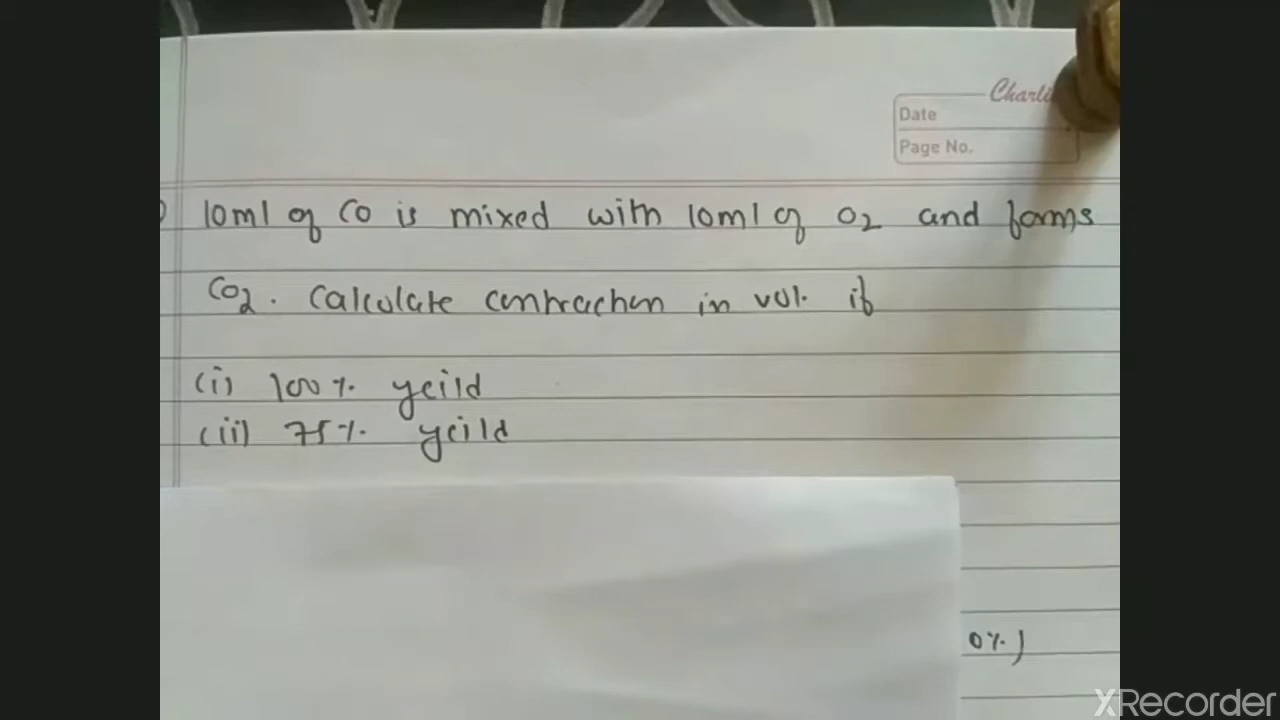 Charli
Date
Page No.
10ml of CO is mixed with 10ml of O2 and forms
CO2. Calculate contraction in vol. if
(i) 100% yeild
(ii) 75% yeild
0%)
XRecorder